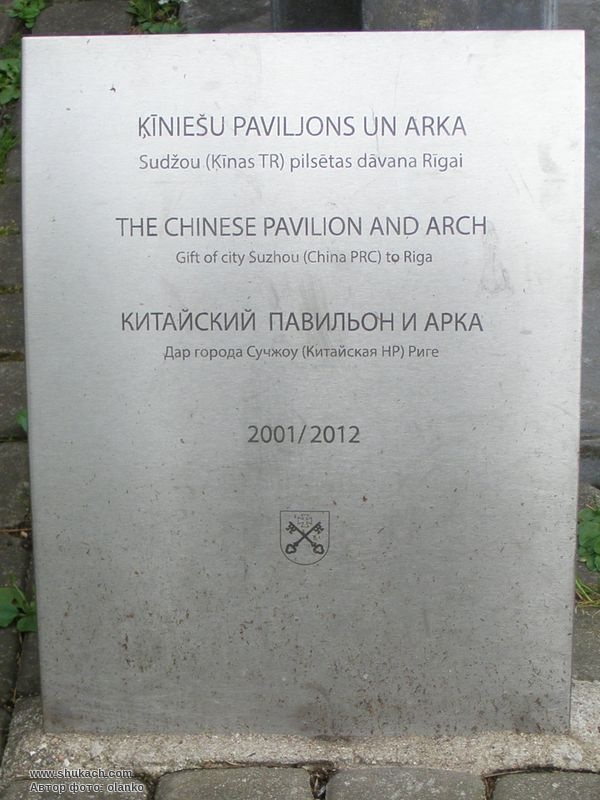 ĶĪNIEŠU PAVILJONS UN ARKA
Sudžou (Ķīnas TR) pilsētas dāvana Rīgai
THE CHINESE PAVILION AND ARCH
Gift of city Suzhou (China PRC) to Riga
КИТАЙСКИЙ ПАВИЛЬОН И АРКА
Дар города Сучжоу (Китайская НР) Риге
2001/2012
www.shukach.com
Автор фото: olanko